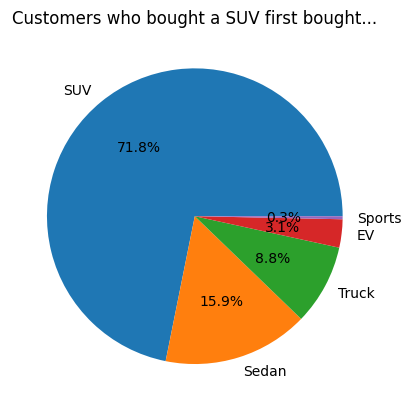 Customers who bought a SUV first bought...
SUV
71.8%
0.3%
Sports
3.1%
EV
8.8%
Truck
15.9%
Sedan